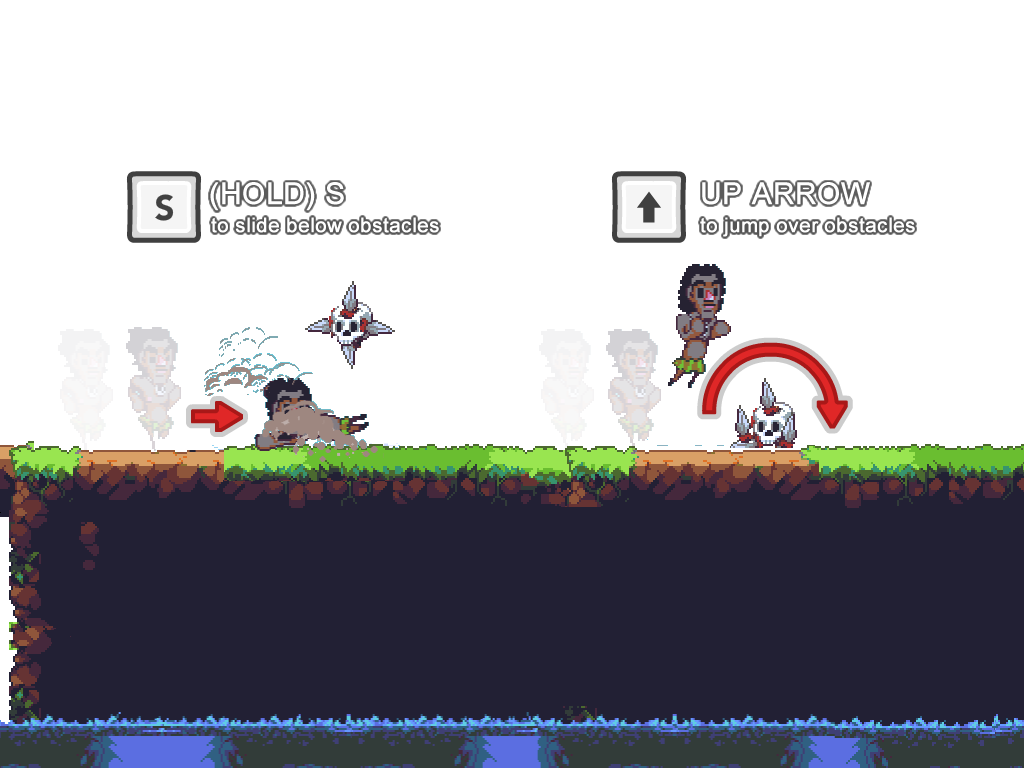 S
(HOLD) S
to slide below obstacles
UP ARROW
to jump over obstacles